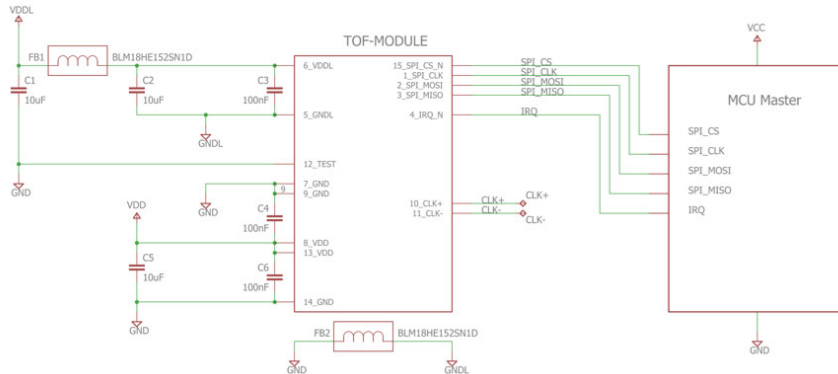 VDDL
VCC
FB1
BLM18HE152SN1D
TOF-MODULE
C1
10uF
C2
10uF
C3
100nF
6_VDDL
5_GNDL
12_TEST
7_GND
9
9_GND
8_VDD
13_VDD
14_GND
15_SPI_CS_N
1_SPI_CLK
2_SPI_MOSI
3_SPI_MISO
4_IRQ_N
10_CLK+
11_CLK-
SPI_CS
SPI_CLK
SPI_MOSI
SPI_MISO
IRQ
CLK+
CLK-
CLK+
CLK-
MCU Master
SPI_CS
SPI_CLK
SPI_MOSI
SPI_MISO
IRQ
GNDL
GND
GND
C4
100nF
VDD
C5
10uF
C6
100nF
GND
FB2
BLM18HE152SN1D
GND
GNDL
GND